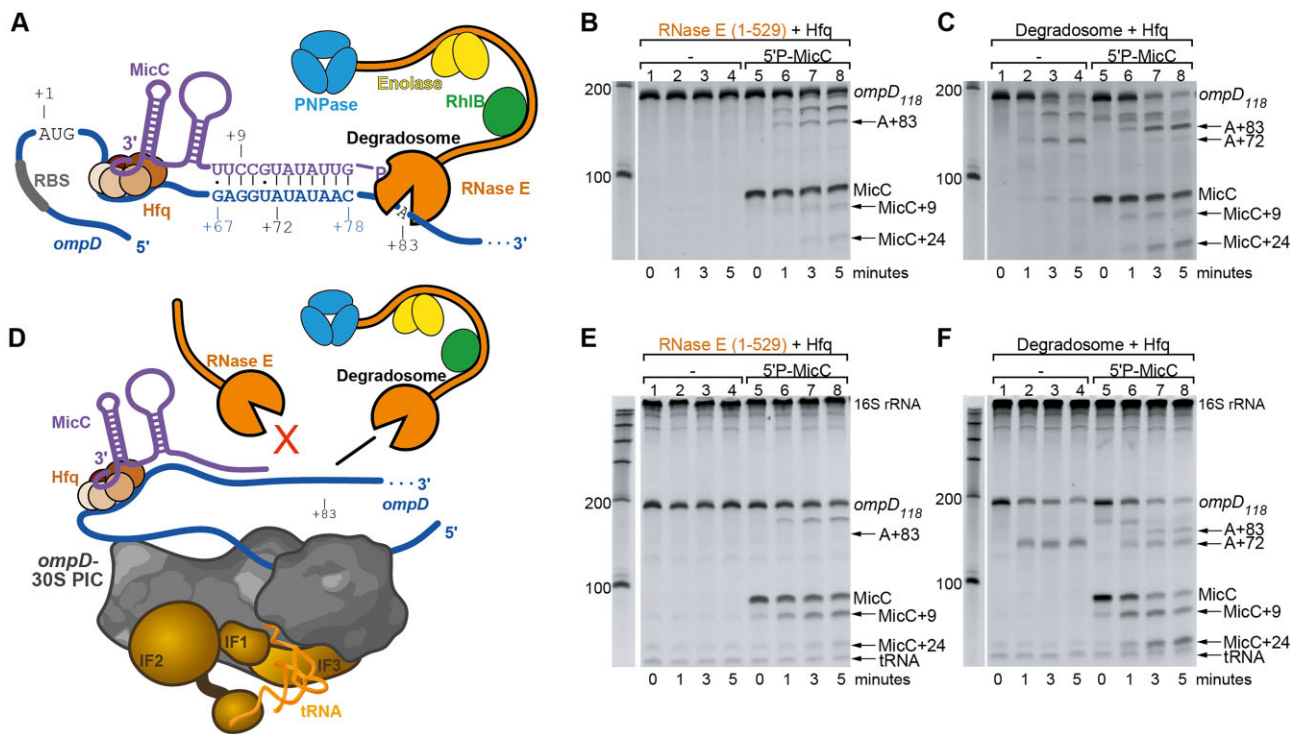 A
+1
AUG
RBS
ompD
5'
Hfq
3'
MicC
+9
UUCCGUAUAUUG
P
GAGGUAUAUAAC
+67
+72
+78
A
+83
··· 3'
PNPase
Enolase
RhlB
Degradosome
RNase E
B
RNase E (1-529) + Hfq
- 5'P-MicC
1 2 3 4 5 6 7 8
200
100
ompD118
A+83
MicC
MicC+9
MicC+24
0 1 3 5 0 1 3 5 minutes
C
Degradosome + Hfq
- 5'P-MicC
1 2 3 4 5 6 7 8
200
100
ompD118
A+83
A+72
MicC
MicC+9
MicC+24
0 1 3 5 0 1 3 5 minutes
D
RNase E
Degradosome
X
MicC
3'
Hfq
··· 3'
ompD
+83
5'
ompD-
30S PIC
IF2
IF1
IF3
tRNA
E
RNase E (1-529) + Hfq
- 5'P-MicC
1 2 3 4 5 6 7 8
16S rRNA
200
100
ompD118
A+83
MicC
MicC+9
MicC+24
tRNA
0 1 3 5 0 1 3 5 minutes
F
Degradosome + Hfq
- 5'P-MicC
1 2 3 4 5 6 7 8
16S rRNA
200
100
ompD118
A+83
A+72
MicC
MicC+9
MicC+24
tRNA
0 1 3 5 0 1 3 5 minutes